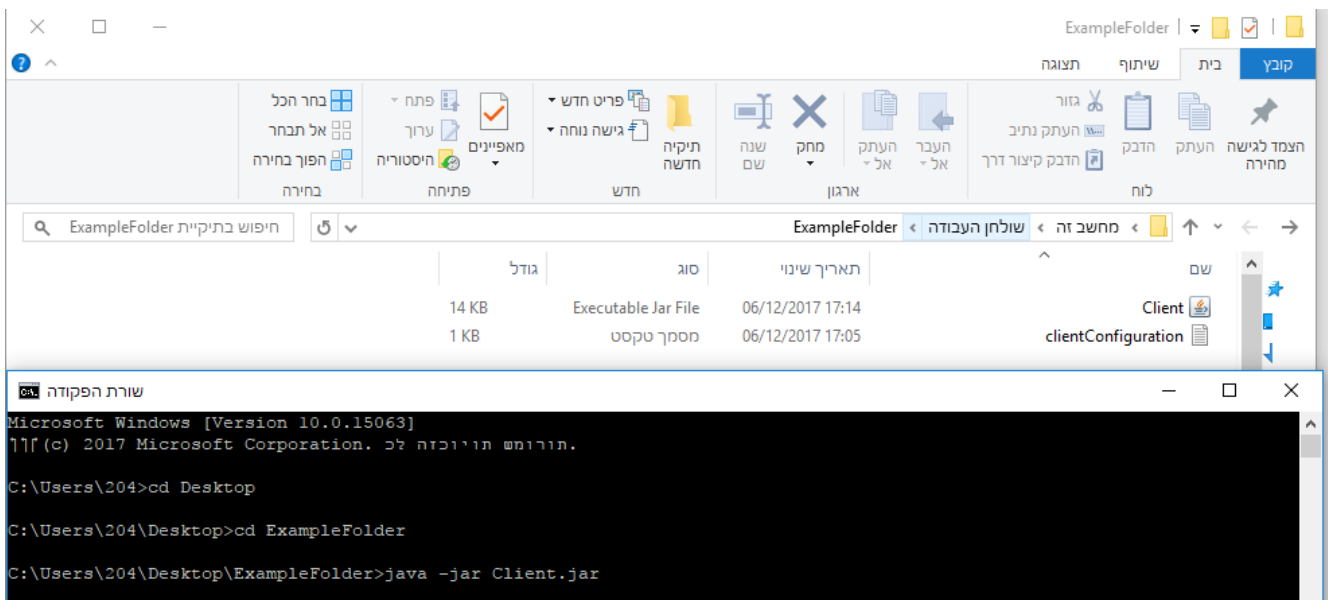 ExampleFolder
קובץ בית שיתוף תצוגה
הצמד לגישה מהירה
העתק
הדבק
גזור
העתק נתיב
הדבק קיצור דרך
לוח
העבר אל
העתק אל
מחק
שנה שם
ארגון
תיקיה חדשה
פריט חדש
גישה נוחה
חדש
מאפיינים
פתח
ערוך
היסטוריה
פתיחה
בחר הכל
אל תבחר
הפוך בחירה
בחירה
מחשב זה › שולחן העבודה › ExampleFolder
חיפוש בתיקיית ExampleFolder
שם תאריך שינוי סוג גודל
Client 06/12/2017 17:14 Executable Jar File 14 KB
clientConfiguration 06/12/2017 17:05 מסמך טקסט 1 KB
שורת הפקודה
Microsoft Windows [Version 10.0.15063]
(c) 2017 Microsoft Corporation. כל הזכויות שמורות.
C:\Users\204>cd Desktop
C:\Users\204\Desktop>cd ExampleFolder
C:\Users\204\Desktop\ExampleFolder>java -jar Client.jar